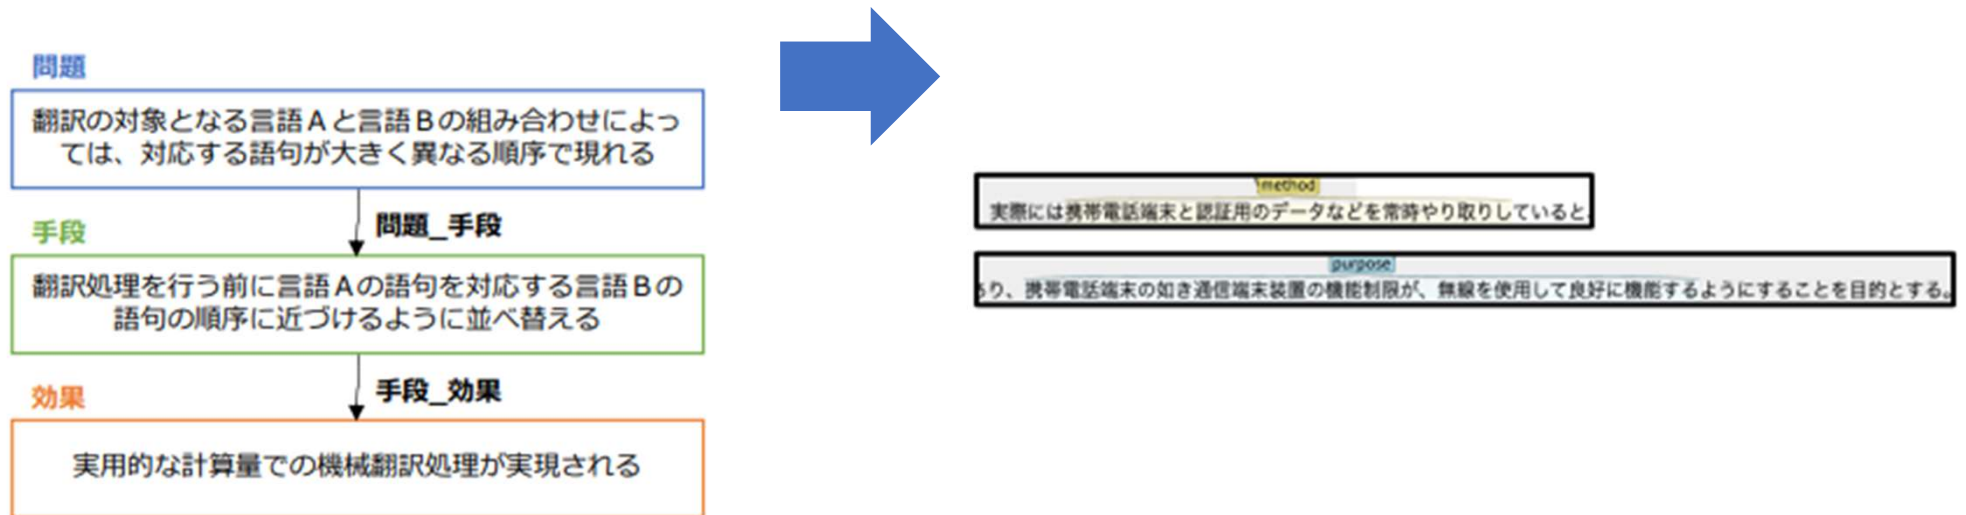 問題
翻訳の対象となる言語Aと言語Bの組み合わせによっ
ては、対応する語句が大きく異なる順序で現れる
問題_手段
手段
翻訳処理を行う前に言語Aの語句を対応する言語Bの
語句の順序に近づけるように並べ替える
手段_効果
効果
実用的な計算量での機械翻訳処理が実現される
method
実際には携帯電話端末と認証用のデータなどを常時やり取りしていると
purpose
り、携帯電話端末の如き通信端末装置の機能制限が、無線を使用して良好に機能するようにすることを目的とする。